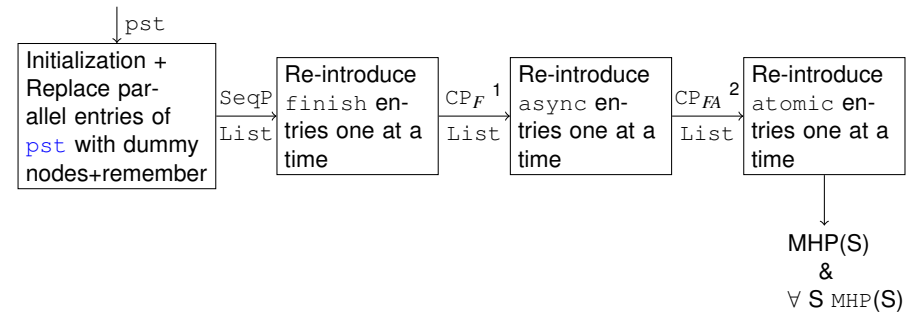 pst
Initialization +
Replace par-
allel entries of
pst with dummy
nodes+remember
SeqP
List
Re-introduce
finish en-
tries one at a
time
CP_F ¹
List
Re-introduce
async en-
tries one at a
time
CP_FA ²
List
Re-introduce
atomic en-
tries one at a
time
MHP(S)
&
∀ S MHP(S)